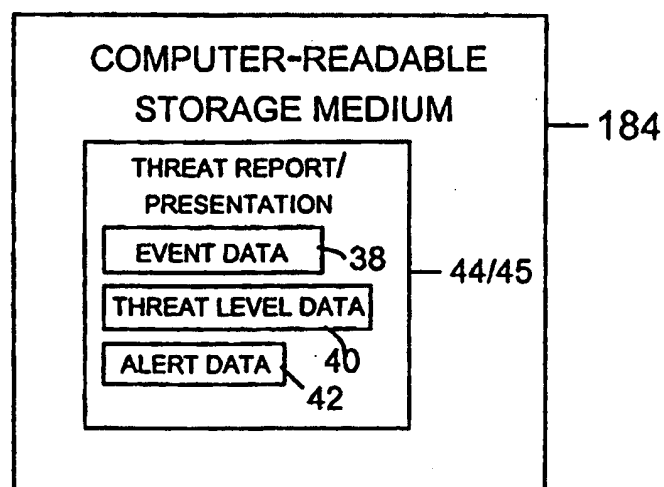 COMPUTER-READABLE
STORAGE MEDIUM
184
THREAT REPORT/
PRESENTATION
EVENT DATA
38
44/45
THREAT LEVEL DATA
40
ALERT DATA
42